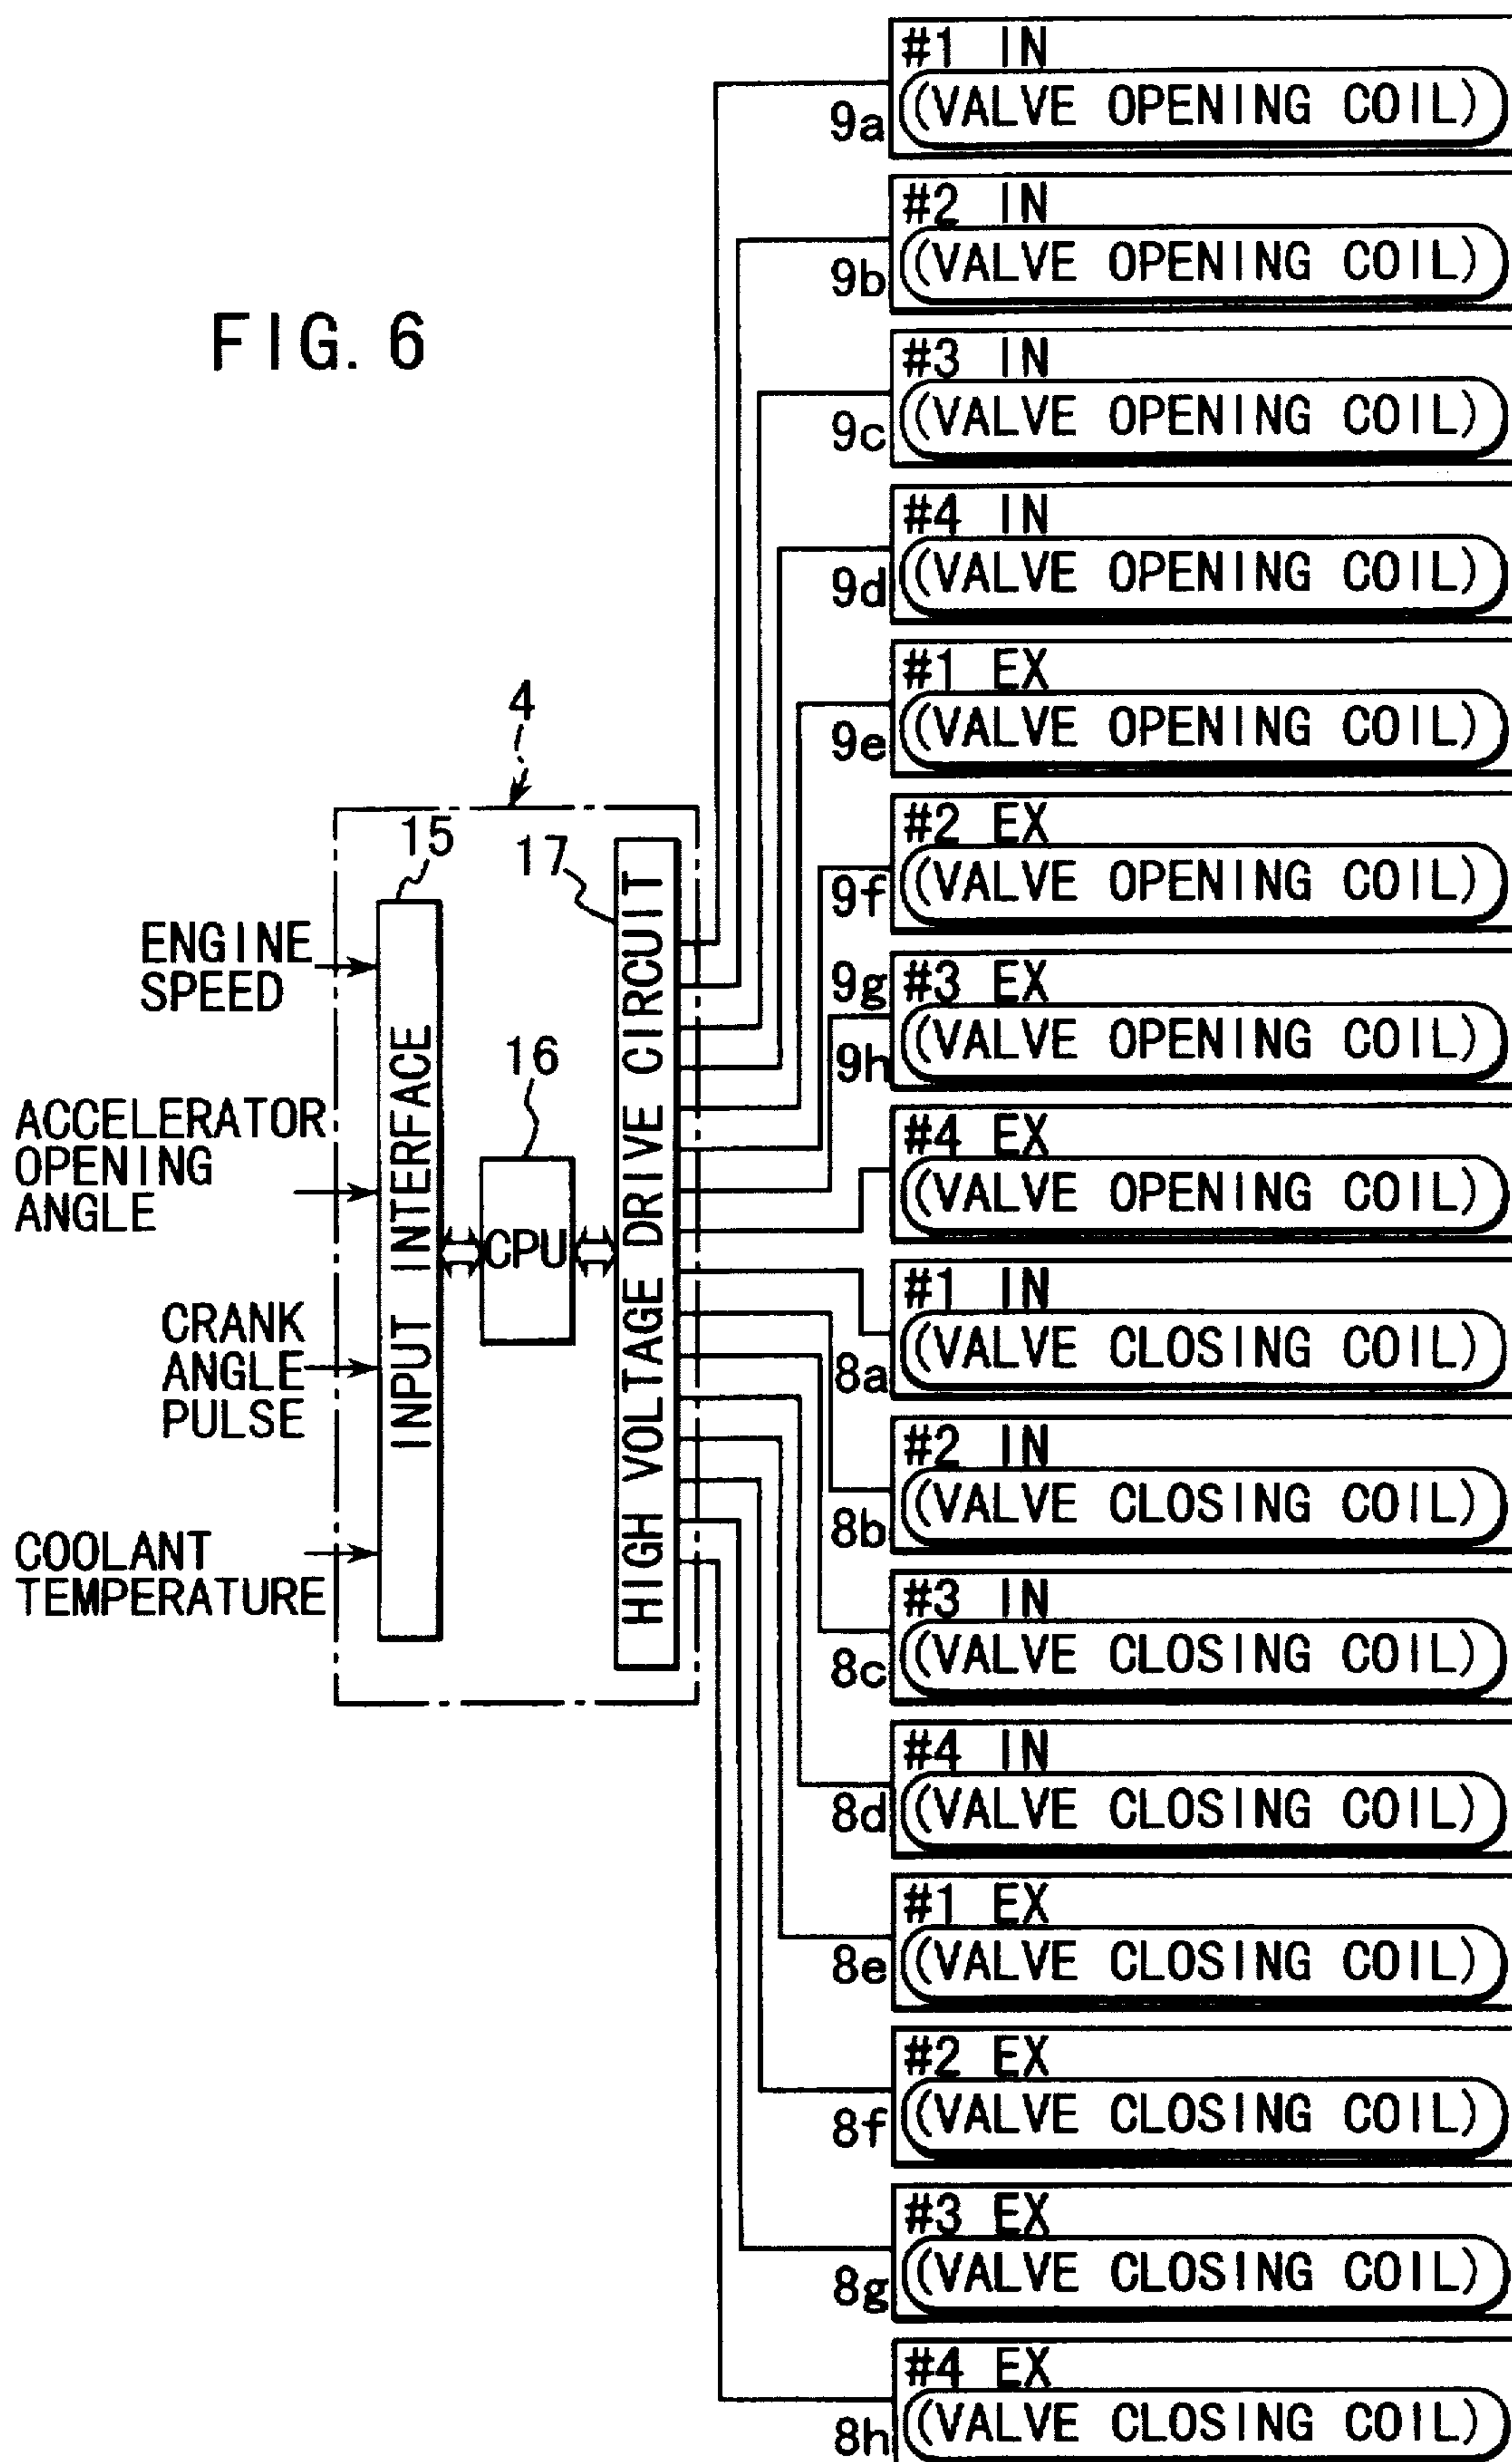 FIG. 6
4
15
17
16
ENGINE
SPEED
ACCELERATOR
OPENING
ANGLE
CRANK
ANGLE
PULSE
COOLANT
TEMPERATURE
INPUT INTERFACE
CPU
HIGH VOLTAGE DRIVE CIRCUIT
#1 IN
9a (VALVE OPENING COIL)
#2 IN
9b (VALVE OPENING COIL)
#3 IN
9c (VALVE OPENING COIL)
#4 IN
9d (VALVE OPENING COIL)
#1 EX
9e (VALVE OPENING COIL)
#2 EX
9f (VALVE OPENING COIL)
9g #3 EX
9h (VALVE OPENING COIL)
#4 EX
(VALVE OPENING COIL)
#1 IN
8a (VALVE CLOSING COIL)
#2 IN
8b (VALVE CLOSING COIL)
#3 IN
8c (VALVE CLOSING COIL)
#4 IN
8d (VALVE CLOSING COIL)
#1 EX
8e (VALVE CLOSING COIL)
#2 EX
8f (VALVE CLOSING COIL)
#3 EX
8g (VALVE CLOSING COIL)
#4 EX
8h (VALVE CLOSING COIL)